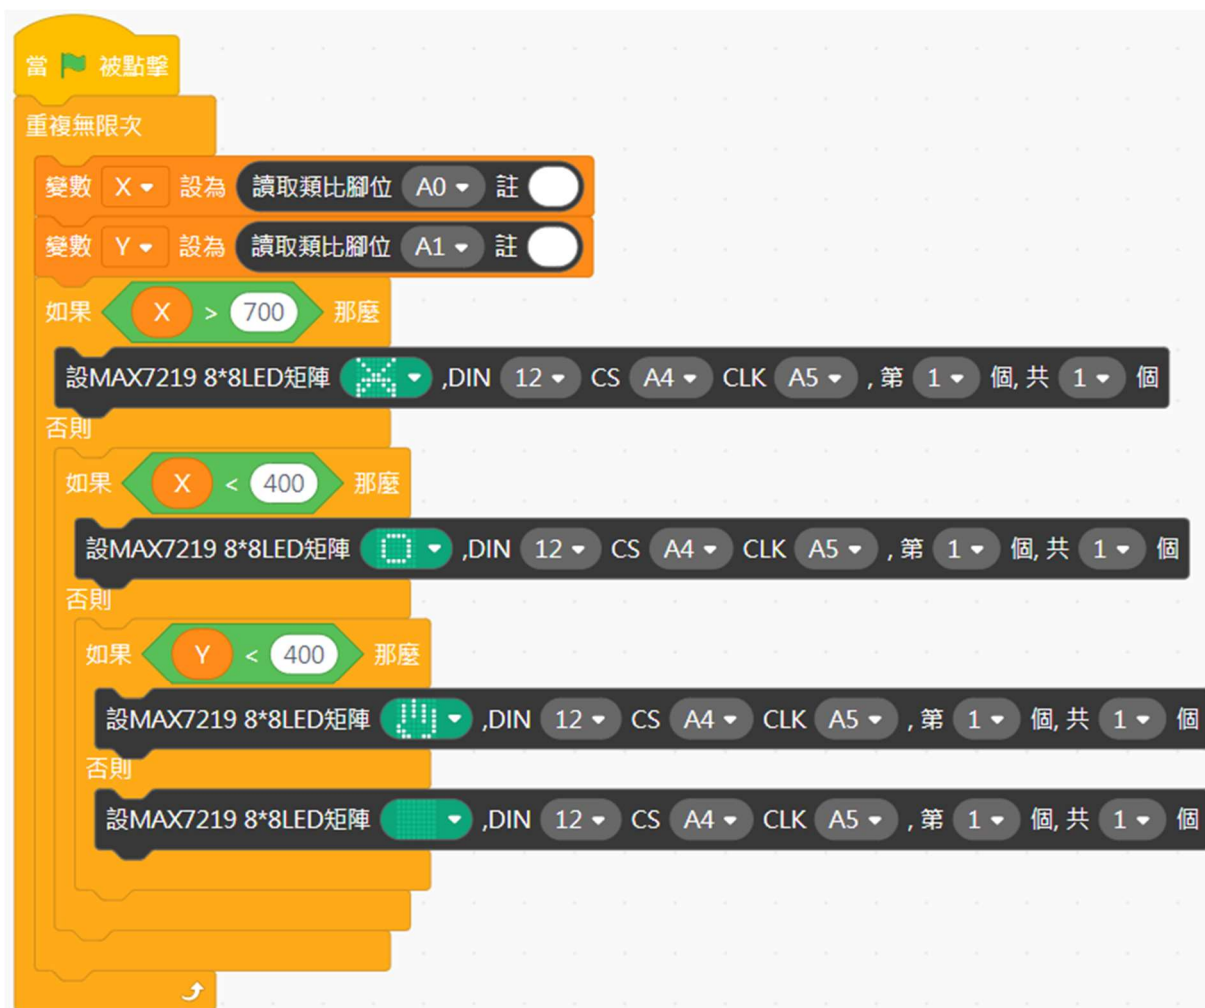 當 被點擊
重複無限次
變數 X 設為 讀取類比腳位 A0 註
變數 Y 設為 讀取類比腳位 A1 註
如果 X > 700 那麼
設MAX7219 8*8LED矩陣 ,DIN 12 CS A4 CLK A5 , 第 1 個, 共 1 個
否則
如果 X < 400 那麼
設MAX7219 8*8LED矩陣 ,DIN 12 CS A4 CLK A5 , 第 1 個, 共 1 個
否則
如果 Y < 400 那麼
設MAX7219 8*8LED矩陣 ,DIN 12 CS A4 CLK A5 , 第 1 個, 共 1 個
否則
設MAX7219 8*8LED矩陣 ,DIN 12 CS A4 CLK A5 , 第 1 個, 共 1 個